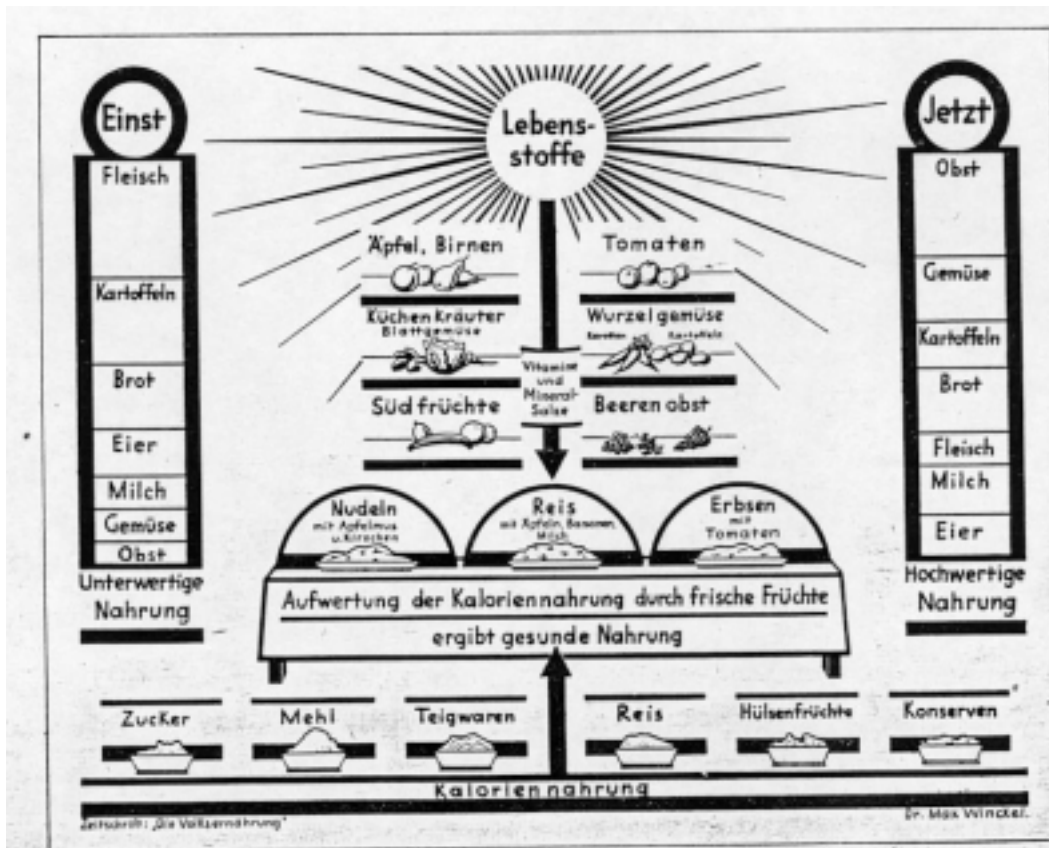 Einst
Fleisch
Kartoffeln
Brot
Eier
Milch
Gemüse
Obst
Unterwertige
Nahrung
Lebens-
stoffe
Äpfel, Birnen
Tomaten
Küchen Kräuter
Blattgemüse
Wurzelgemüse
Karotten Kartoffeln
Südfrüchte
Beerenobst
Vitamine
und
Mineral-
Salze
Nudeln
mit Apfelmus
u. Kirschen
Reis
mit Äpfeln, Bananen,
Milch
Erbsen
mit
Tomaten
Aufwertung der Kaloriennahrung durch frische Früchte
ergibt gesunde Nahrung
Jetzt
Obst
Gemüse
Kartoffeln
Brot
Fleisch
Milch
Eier
Hochwertige
Nahrung
Zucker
Mehl
Teigwaren
Reis
Hülsenfrüchte
Konserven
Kaloriennahrung
Zeitschrift: „Die Volksernährung"
Dr. Max Winckel.